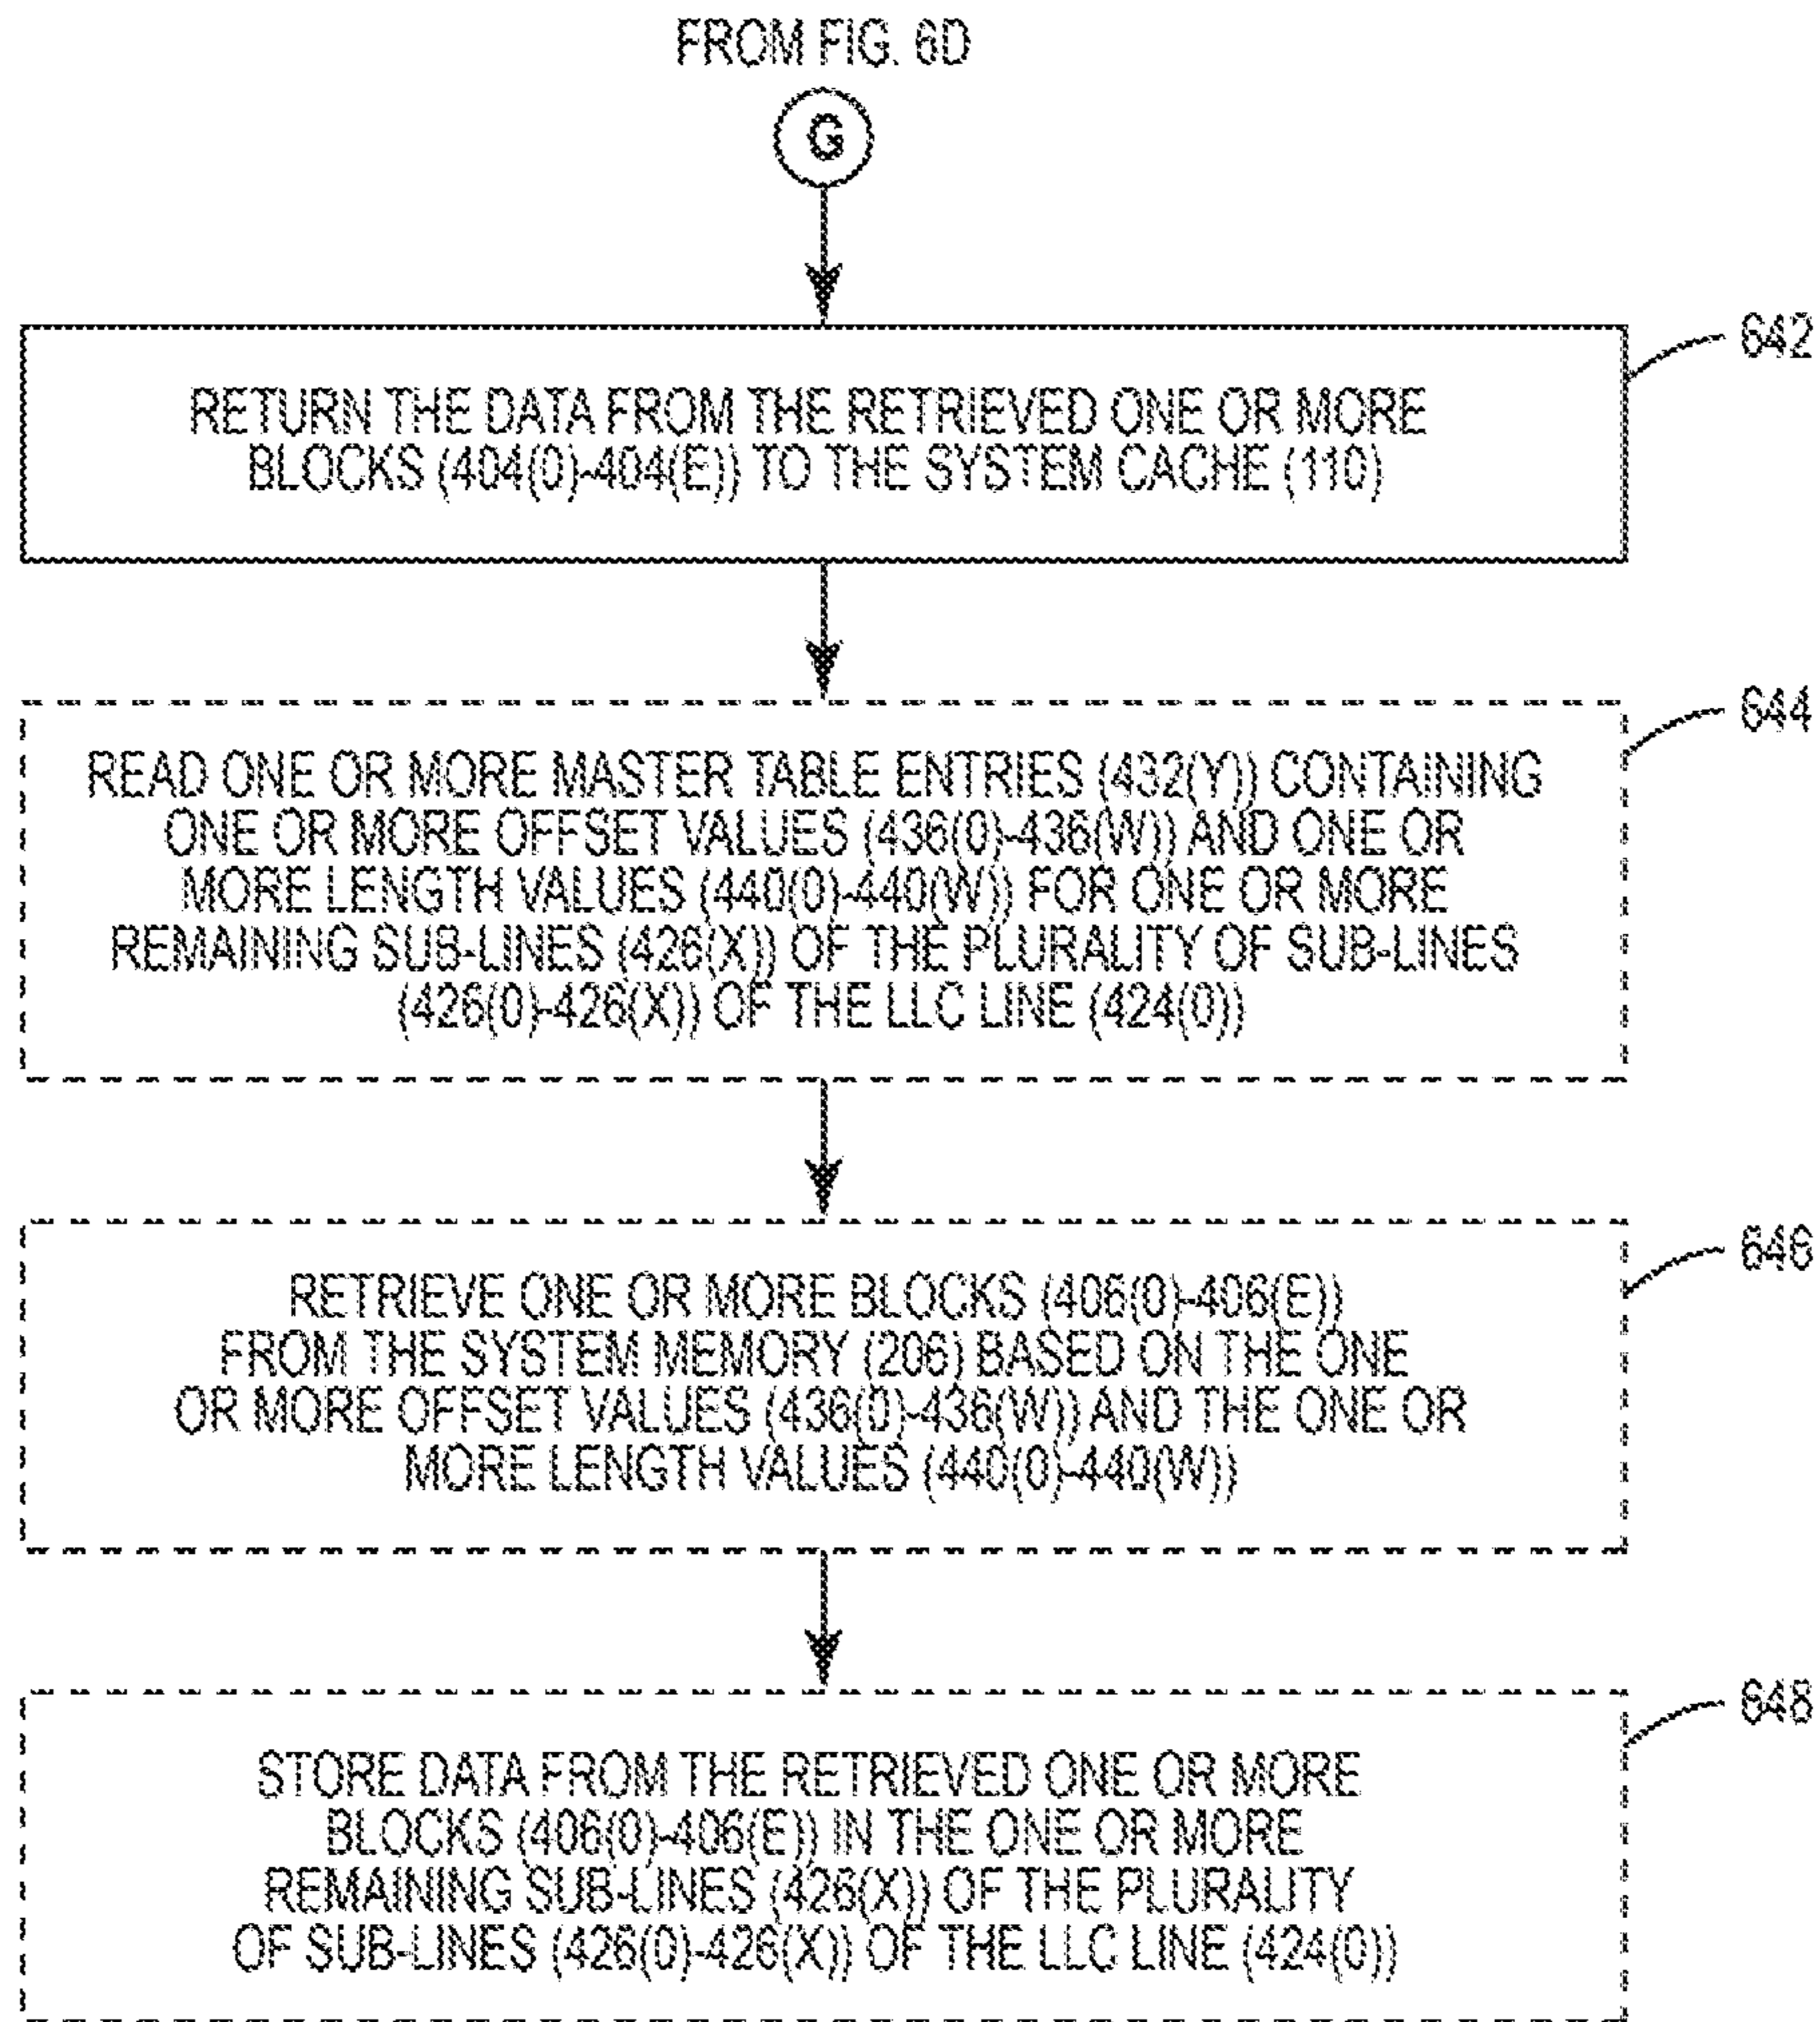 FROM FIG. 6D
G
642
RETURN THE DATA FROM THE RETRIEVED ONE OR MORE
BLOCKS (404(0)-404(E)) TO THE SYSTEM CACHE (110)
644
READ ONE OR MORE MASTER TABLE ENTRIES (432(Y)) CONTAINING
ONE OR MORE OFFSET VALUES (436(0)-436(W)) AND ONE OR
MORE LENGTH VALUES (440(0)-440(W)) FOR ONE OR MORE
REMAINING SUB-LINES (426(X)) OF THE PLURALITY OF SUB-LINES
(426(0)-426(X)) OF THE LLC LINE (424(0))
646
RETRIEVE ONE OR MORE BLOCKS (406(0)-406(E))
FROM THE SYSTEM MEMORY (206) BASED ON THE ONE
OR MORE OFFSET VALUES (436(0)-436(W)) AND THE ONE OR
MORE LENGTH VALUES (440(0)-440(W))
648
STORE DATA FROM THE RETRIEVED ONE OR MORE
BLOCKS (406(0)-406(E)) IN THE ONE OR MORE
REMAINING SUB-LINES (426(X)) OF THE PLURALITY
OF SUB-LINES (426(0)-426(X)) OF THE LLC LINE (424(0))